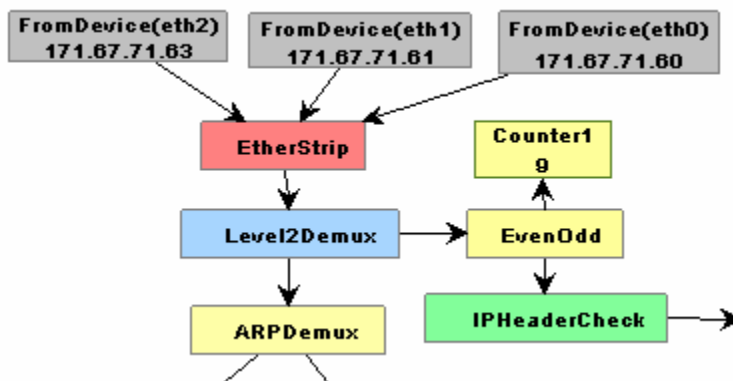 FromDevice(eth2)
171.67.71.63
FromDevice(eth1)
171.67.71.61
FromDevice(eth0)
171.67.71.60
EtherStrip
Counter1
9
Level2Demux
EvenOdd
ARPDemux
IPHeaderCheck